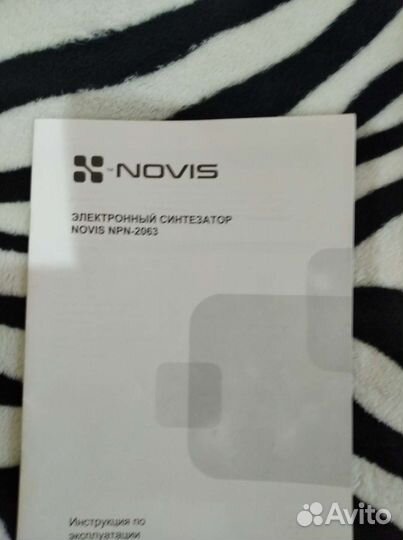 NOVIS
ЭЛЕКТРОННЫЙ СИНТЕЗАТОР
NOVIS NPN-2063
Инструкция по
эксплуатации
Avito